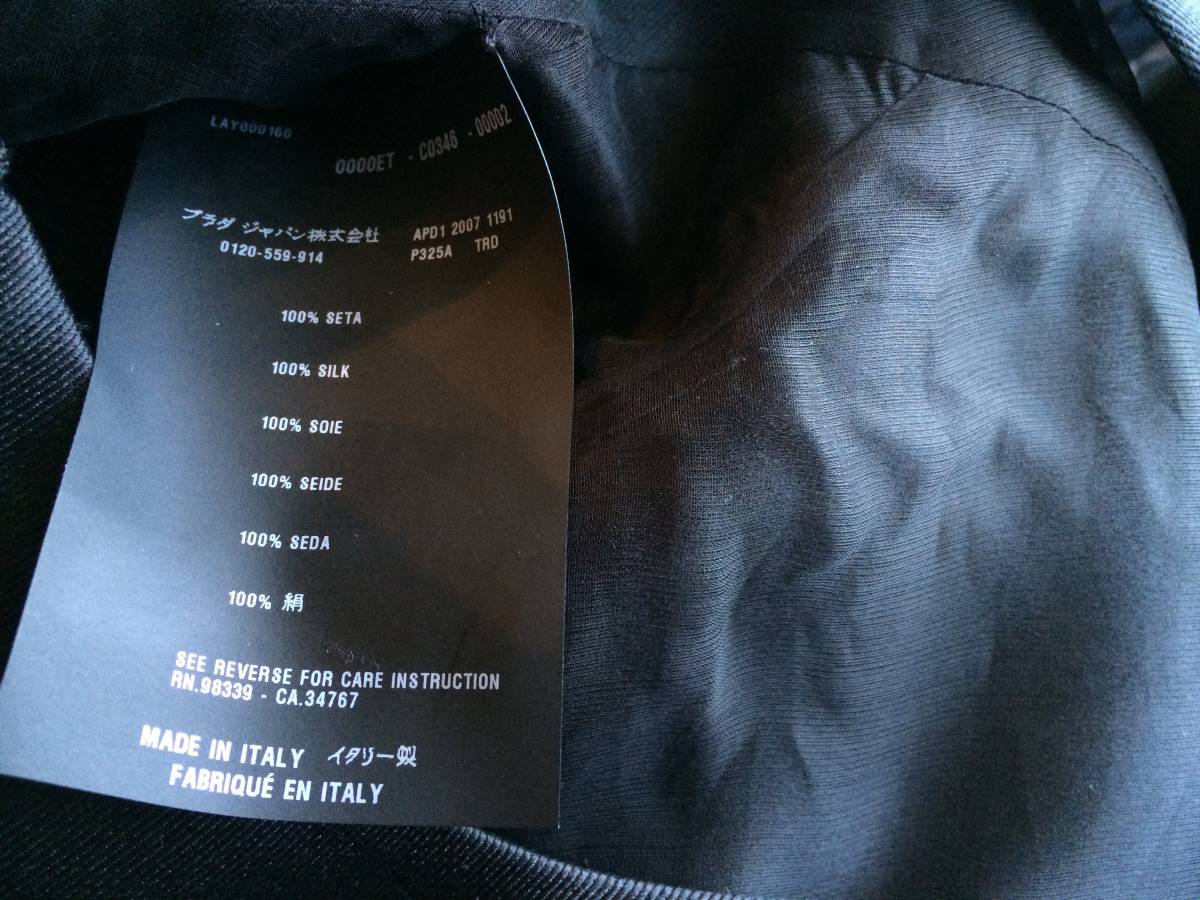 LAY000160
0000ET - C0346 - 00002
プラダ ジャパン株式会社 APD1 2007 1191
0120-559-914 P325A TRD
100% SETA
100% SILK
100% SOIE
100% SEIDE
100% SEDA
100% 絹
SEE REVERSE FOR CARE INSTRUCTION
RN.98339 - CA.34767
MADE IN ITALY イタリー製
FABRIQUÉ EN ITALY